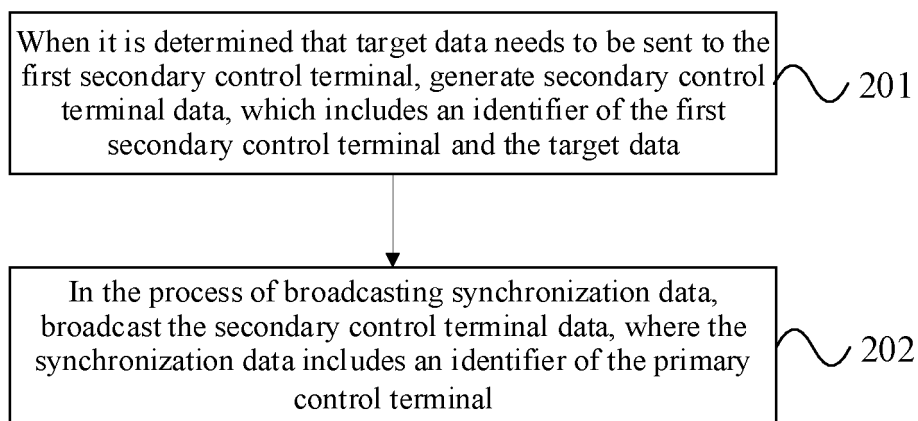 When it is determined that target data needs to be sent to the
first secondary control terminal, generate secondary control
terminal data, which includes an identifier of the first
secondary control terminal and the target data
201
In the process of broadcasting synchronization data,
broadcast the secondary control terminal data, where the
synchronization data includes an identifier of the primary
control terminal
202